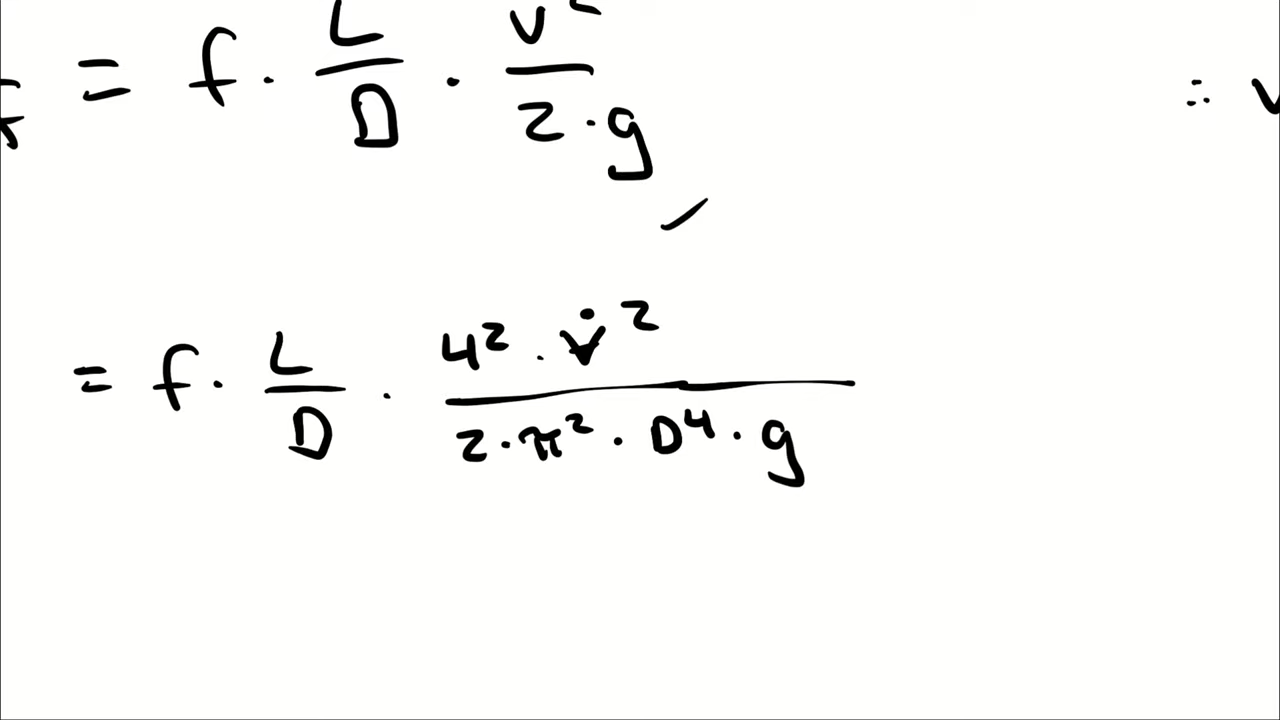 = f · L/D · v²/2·g ∴ v
= f · L/D · 4² · v̇²/2·π² · D⁴ · g